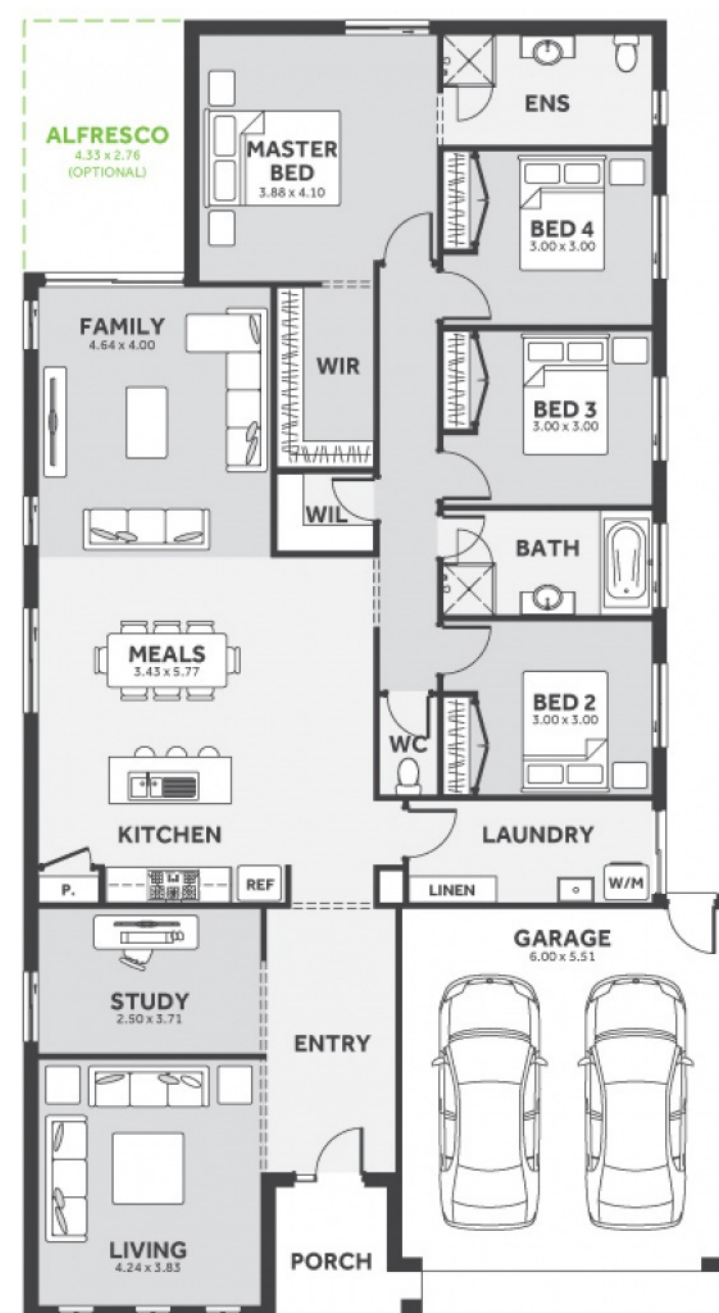 ENS
ALFRESCO
4.33 x 2.76
(OPTIONAL)
MASTER
BED
3.88 x 4.10
BED 4
3.00 x 3.00
FAMILY
4.64 x 4.00
WIR
BED 3
3.00 x 3.00
WIL
BATH
MEALS
3.43 x 5.77
BED 2
3.00 x 3.00
WC
KITCHEN
LAUNDRY
P.
REF
LINEN
W/M
GARAGE
6.00 x 5.51
STUDY
2.50 x 3.71
ENTRY
LIVING
4.24 x 3.83
PORCH